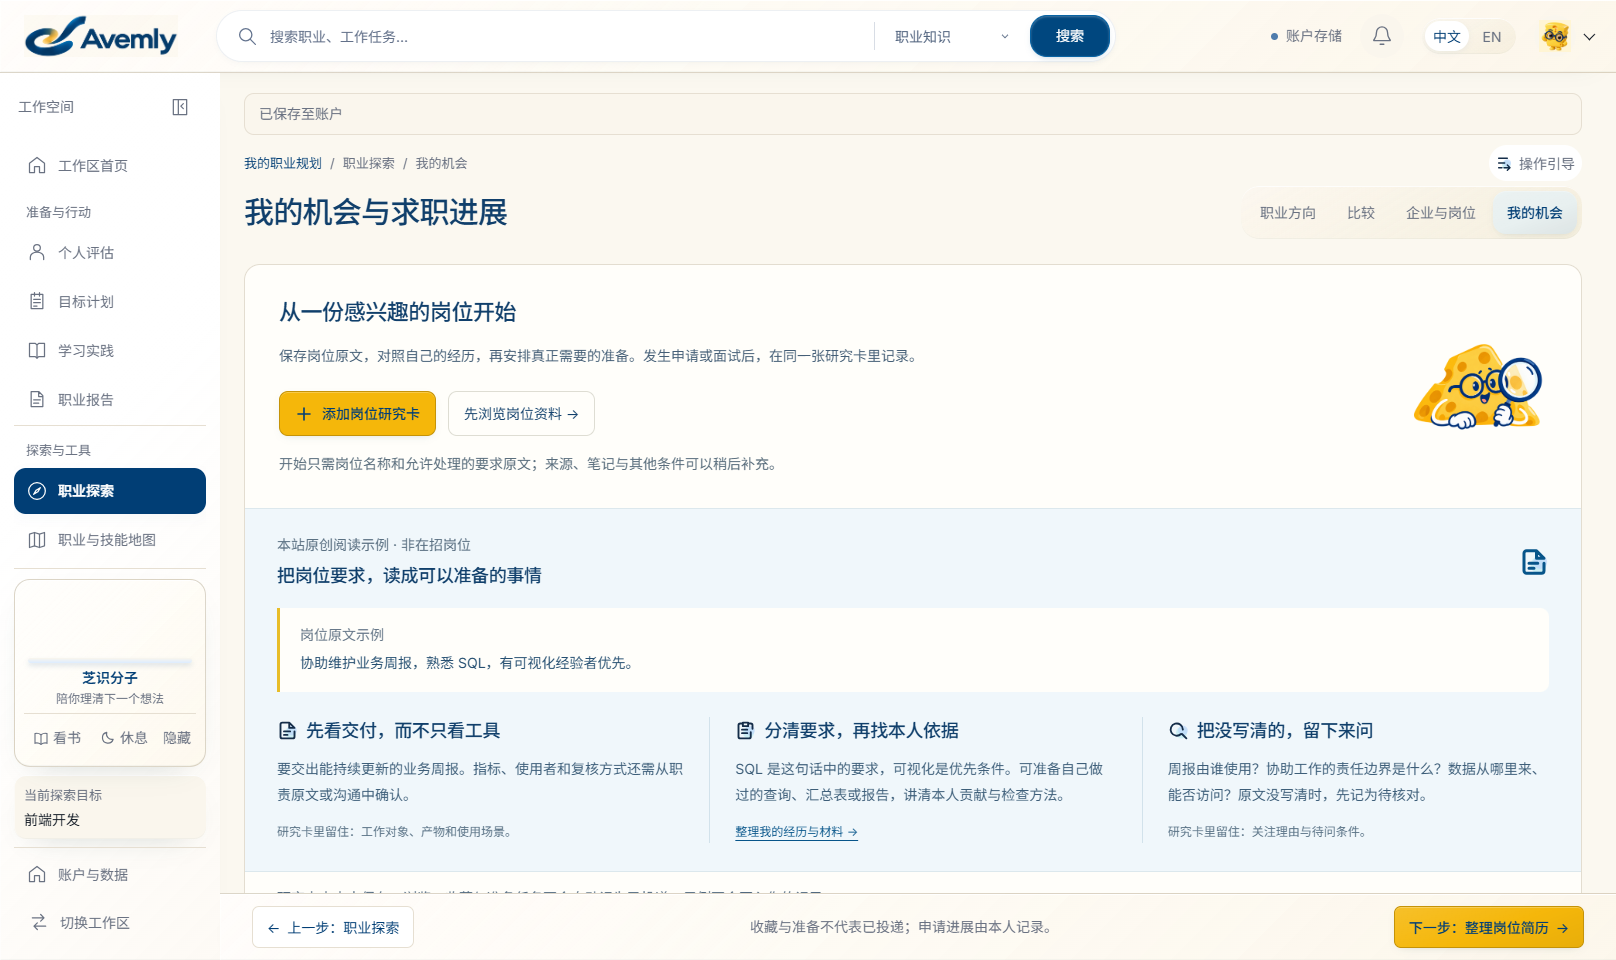 Avemly
搜索职业、工作任务...
职业知识
搜索
账户存储
中文
EN
工作空间
工作区首页
准备与行动
个人评估
目标计划
学习实践
职业报告
探索与工具
职业探索
职业与技能地图
芝识分子
陪你理清下一个想法
看书
休息
隐藏
当前探索目标
前端开发
账户与数据
切换工作区
已保存至账户
我的职业规划 / 职业探索 / 我的机会
操作引导
我的机会与求职进展
职业方向
比较
企业与岗位
我的机会
从一份感兴趣的岗位开始
保存岗位原文，对照自己的经历，再安排真正需要的准备。发生申请或面试后，在同一张研究卡里记录。
＋ 添加岗位研究卡
先浏览岗位资料 →
开始只需岗位名称和允许处理的要求原文；来源、笔记与其他条件可以稍后补充。
本站原创阅读示例 · 非在招岗位
把岗位要求，读成可以准备的事情
岗位原文示例
协助维护业务周报，熟悉 SQL，有可视化经验者优先。
先看交付，而不只看工具
要交出能持续更新的业务周报。指标、使用者和复核方式还需从职
责原文或沟通中确认。
研究卡里留住：工作对象、产物和使用场景。
分清要求，再找本人依据
SQL 是这句话中的要求，可视化是优先条件。可准备自己做
过的查询、汇总表或报告，讲清本人贡献与检查方法。
整理我的经历与材料 →
把没写清的，留下来问
周报由谁使用？协助工作的责任边界是什么？数据从哪里来、
能否访问？原文没写清时，先记为待核对。
研究卡里留住：关注理由与待问条件。
← 上一步：职业探索
收藏与准备不代表已投递；申请进展由本人记录。
下一步：整理岗位简历 →